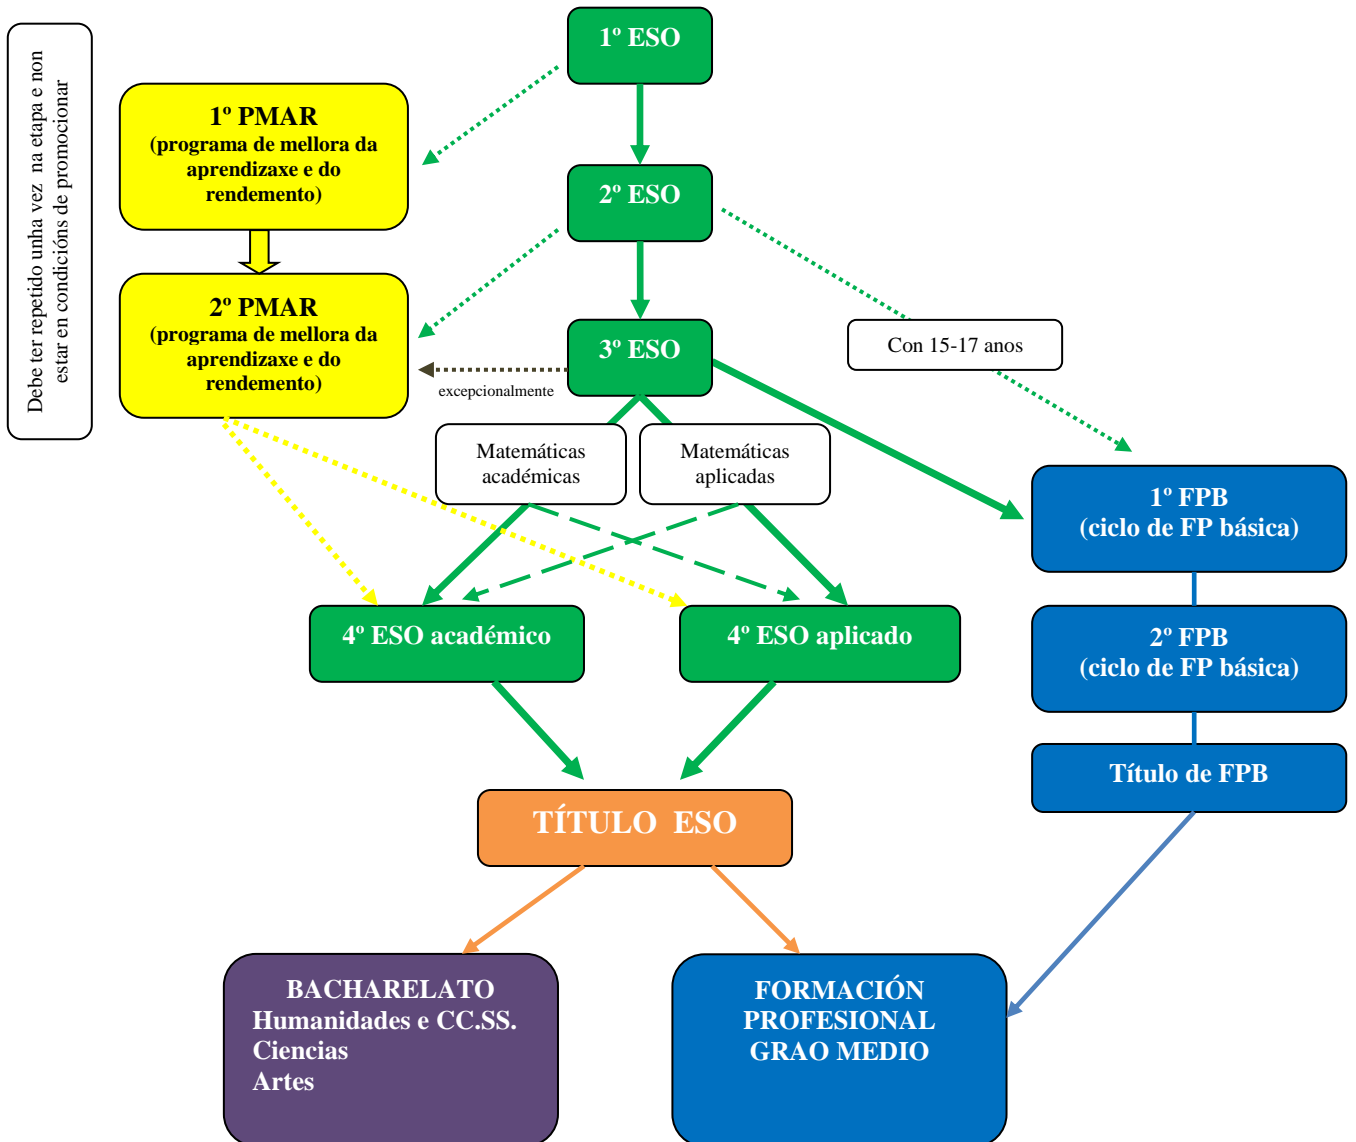 Debe ter repetido unha vez na etapa e non
estar en condicións de promocionar
1º ESO
1º PMAR
(programa de mellora da
aprendizaxe e do
rendemento)
2º ESO
2º PMAR
(programa de mellora da
aprendizaxe e do
rendemento)
3º ESO
excepcionalmente
Con 15-17 anos
Matemáticas
académicas
Matemáticas
aplicadas
1º FPB
(ciclo de FP básica)
4º ESO académico
4º ESO aplicado
2º FPB
(ciclo de FP básica)
Título de FPB
TÍTULO ESO
BACHARELATO
Humanidades e CC.SS.
Ciencias
Artes
FORMACIÓN
PROFESIONAL
GRAO MEDIO